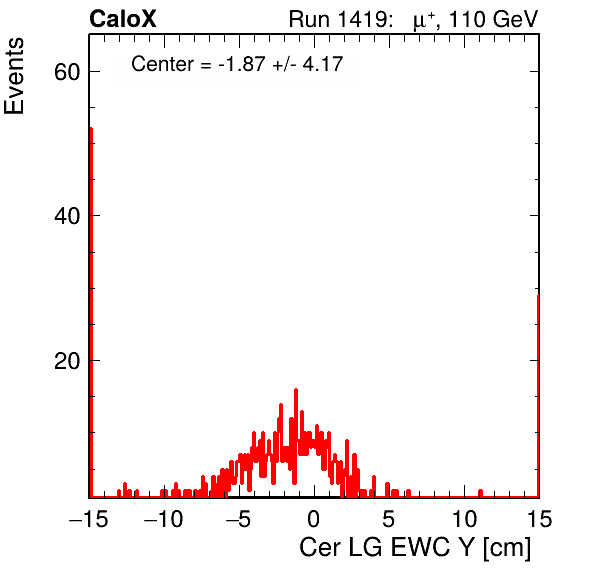 CaloX Run 1419: μ⁺, 110 GeV
Events
Center = -1.87 +/- 4.17
60
40
20
−15 −10 −5 0 5 10 15
Cer LG EWC Y [cm]